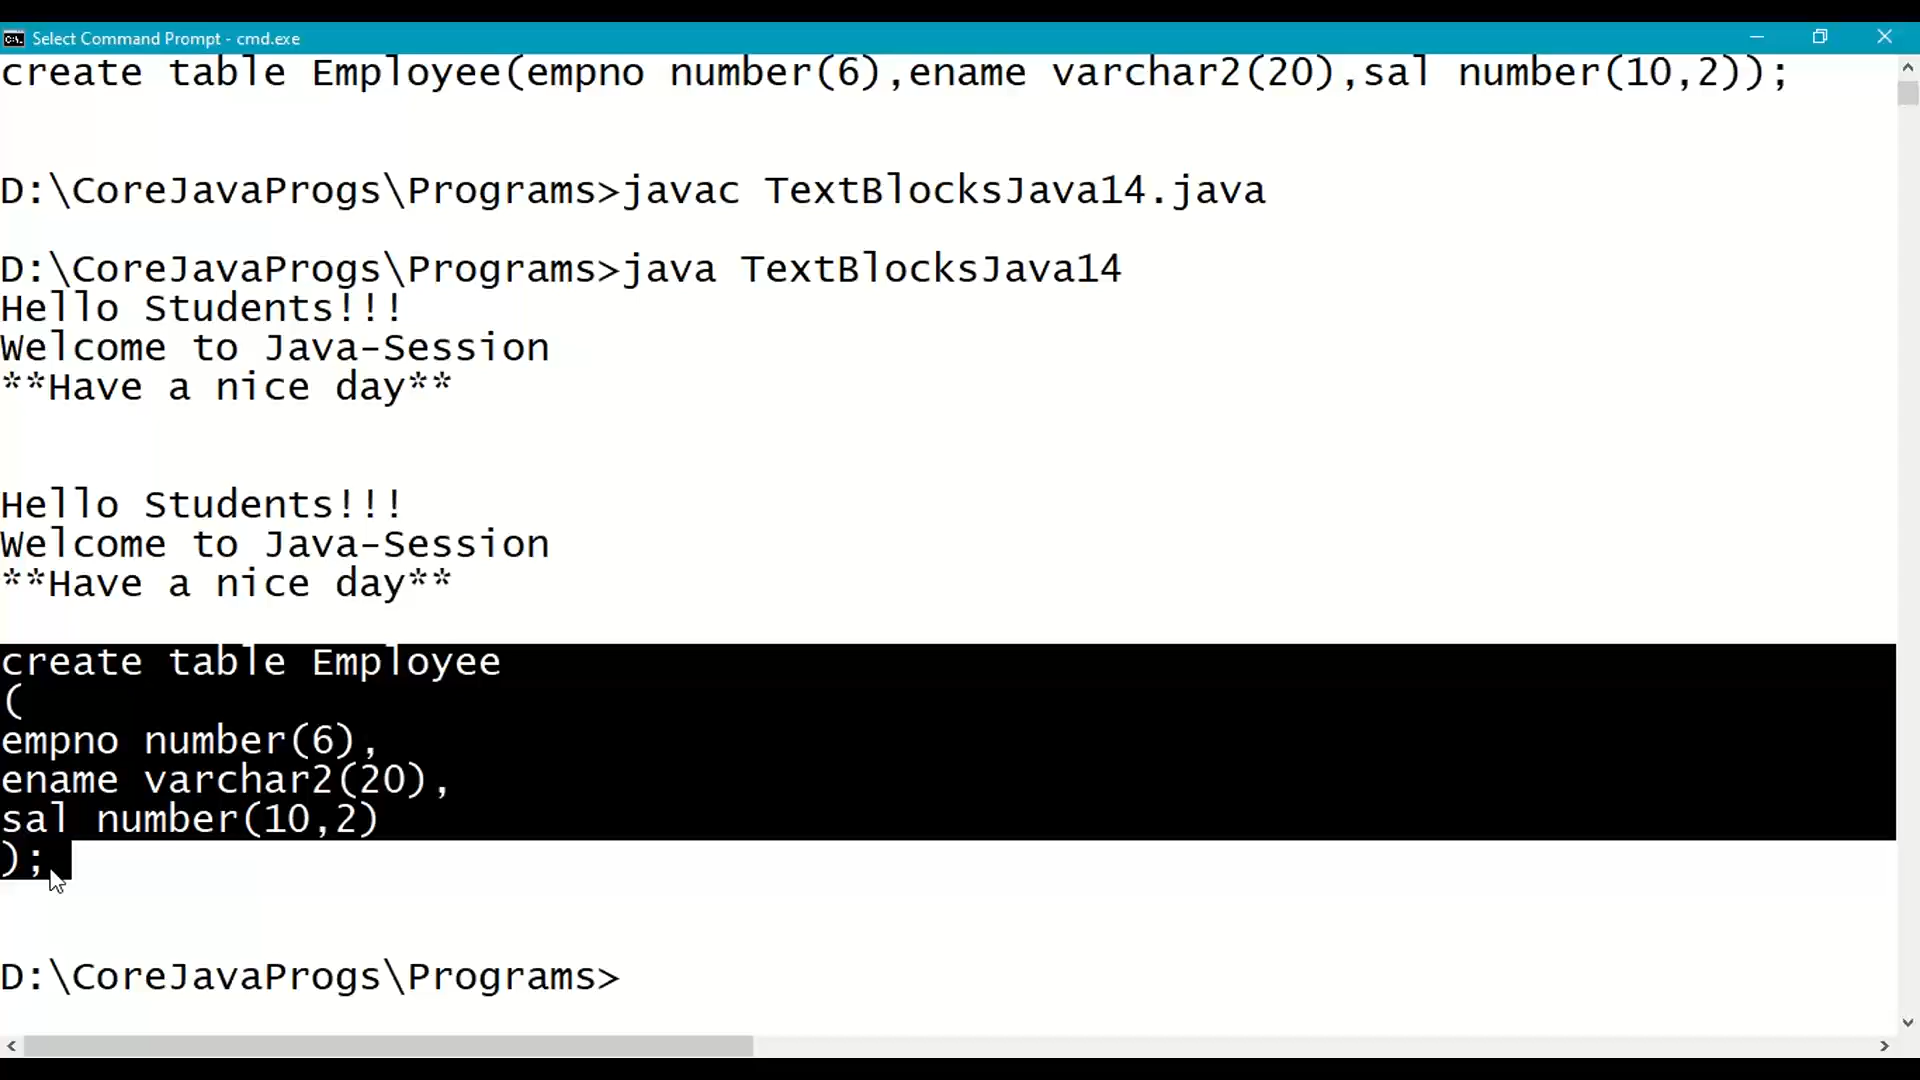 Select Command Prompt - cmd.exe
create table Employee(empno number(6),ename varchar2(20),sal number(10,2));
D:\CoreJavaProgs\Programs>javac TextBlocksJava14.java
D:\CoreJavaProgs\Programs>java TextBlocksJava14
Hello Students!!!
Welcome to Java-Session
**Have a nice day**
Hello Students!!!
Welcome to Java-Session
**Have a nice day**
create table Employee
(
empno number(6),
ename varchar2(20),
sal number(10,2)
);
D:\CoreJavaProgs\Programs>